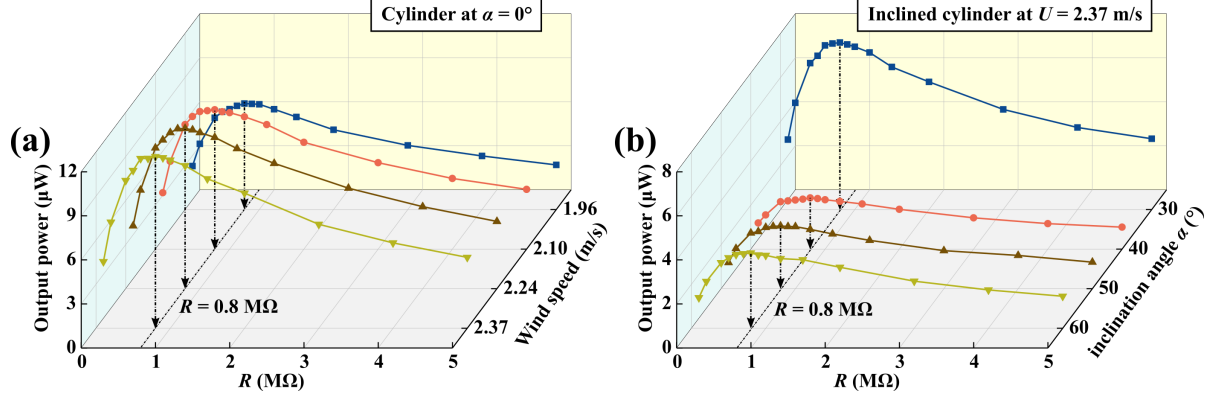 Cylinder at α = 0°
(a)
Output power (μW)
12
9
6
3
0
0 1 2 3 4 5
R (MΩ)
R = 0.8 MΩ
1.96
2.10
2.24
2.37
Wind speed (m/s)
Inclined cylinder at U = 2.37 m/s
(b)
Output power (μW)
8
6
4
2
0
0 1 2 3 4 5
R (MΩ)
R = 0.8 MΩ
30
40
50
60
inclination angle α (°)